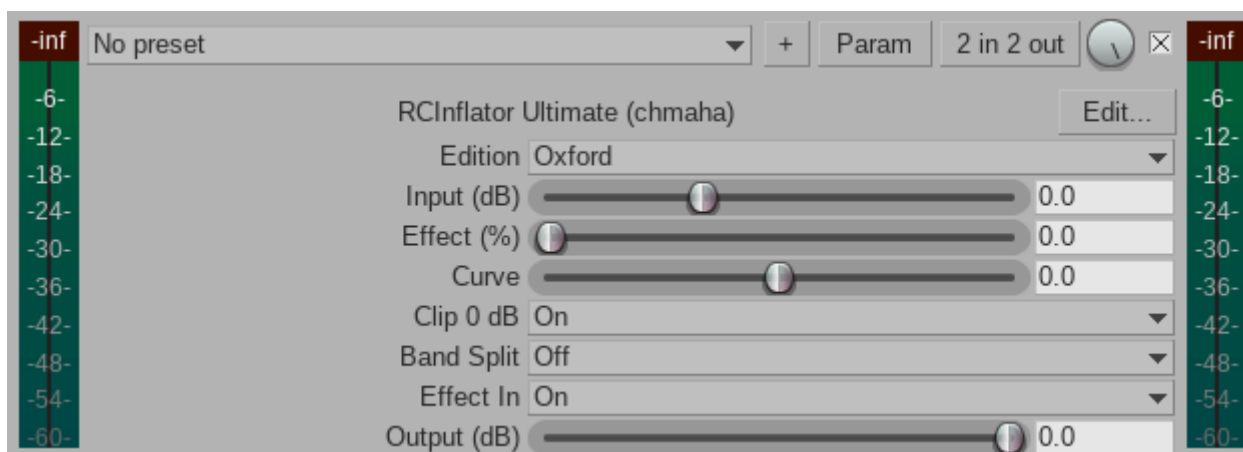 -inf No preset + Param 2 in 2 out -inf
-6- RCInflator Ultimate (chmaha) Edit... -6-
-12- Edition Oxford -12-
-18- Input (dB) 0.0 -18-
-24- Effect (%) 0.0 -24-
-30- Curve 0.0 -30-
-36- Clip 0 dB On -36-
-42- Band Split Off -42-
-48- Effect In On -48-
-54- Output (dB) 0.0 -54-
-60- -60-